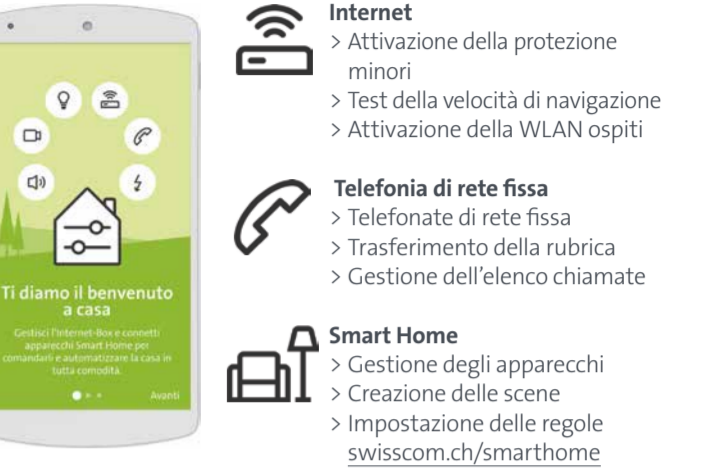 Ti diamo il benvenuto
a casa
Gestisci l'Internet-Box e connetti
apparecchi Smart Home per
comandarli e automatizzare la casa in
tutta comodità.
Avanti
Internet
> Attivazione della protezione
minori
> Test della velocità di navigazione
> Attivazione della WLAN ospiti
Telefonia di rete fissa
> Telefonate di rete fissa
> Trasferimento della rubrica
> Gestione dell'elenco chiamate
Smart Home
> Gestione degli apparecchi
> Creazione delle scene
> Impostazione delle regole
swisscom.ch/smarthome